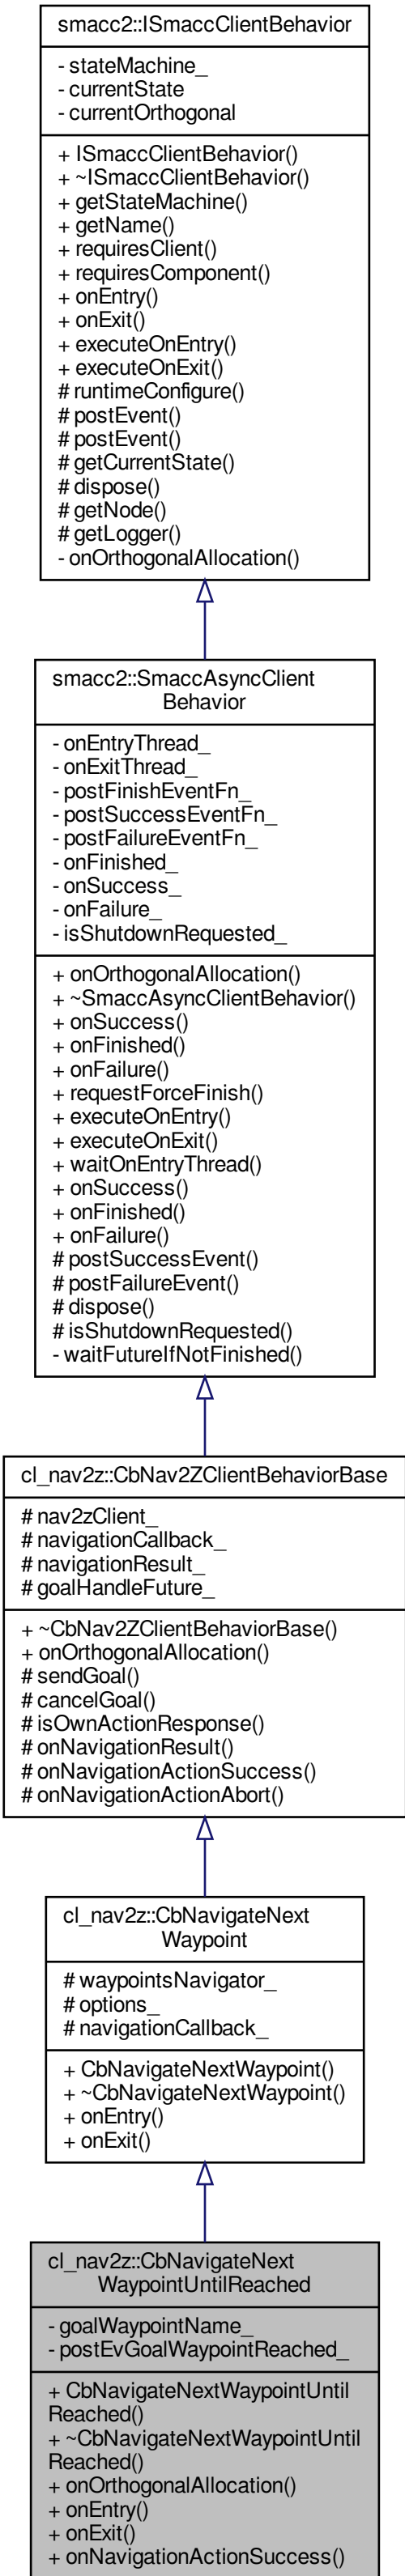 smacc2::ISmaccClientBehavior
- stateMachine_
- currentState
- currentOrthogonal
+ ISmaccClientBehavior()
+ ~ISmaccClientBehavior()
+ getStateMachine()
+ getName()
+ requiresClient()
+ requiresComponent()
+ onEntry()
+ onExit()
+ executeOnEntry()
+ executeOnExit()
# runtimeConfigure()
# postEvent()
# postEvent()
# getCurrentState()
# dispose()
# getNode()
# getLogger()
- onOrthogonalAllocation()
smacc2::SmaccAsyncClient
Behavior
- onEntryThread_
- onExitThread_
- postFinishEventFn_
- postSuccessEventFn_
- postFailureEventFn_
- onFinished_
- onSuccess_
- onFailure_
- isShutdownRequested_
+ onOrthogonalAllocation()
+ ~SmaccAsyncClientBehavior()
+ onSuccess()
+ onFinished()
+ onFailure()
+ requestForceFinish()
+ executeOnEntry()
+ executeOnExit()
+ waitOnEntryThread()
+ onSuccess()
+ onFinished()
+ onFailure()
# postSuccessEvent()
# postFailureEvent()
# dispose()
# isShutdownRequested()
- waitFutureIfNotFinished()
cl_nav2z::CbNav2ZClientBehaviorBase
# nav2zClient_
# navigationCallback_
# navigationResult_
# goalHandleFuture_
+ ~CbNav2ZClientBehaviorBase()
+ onOrthogonalAllocation()
# sendGoal()
# cancelGoal()
# isOwnActionResponse()
# onNavigationResult()
# onNavigationActionSuccess()
# onNavigationActionAbort()
cl_nav2z::CbNavigateNext
Waypoint
# waypointsNavigator_
# options_
# navigationCallback_
+ CbNavigateNextWaypoint()
+ ~CbNavigateNextWaypoint()
+ onEntry()
+ onExit()
cl_nav2z::CbNavigateNext
WaypointUntilReached
- goalWaypointName_
- postEvGoalWaypointReached_
+ CbNavigateNextWaypointUntil
Reached()
+ ~CbNavigateNextWaypointUntil
Reached()
+ onOrthogonalAllocation()
+ onEntry()
+ onExit()
+ onNavigationActionSuccess()